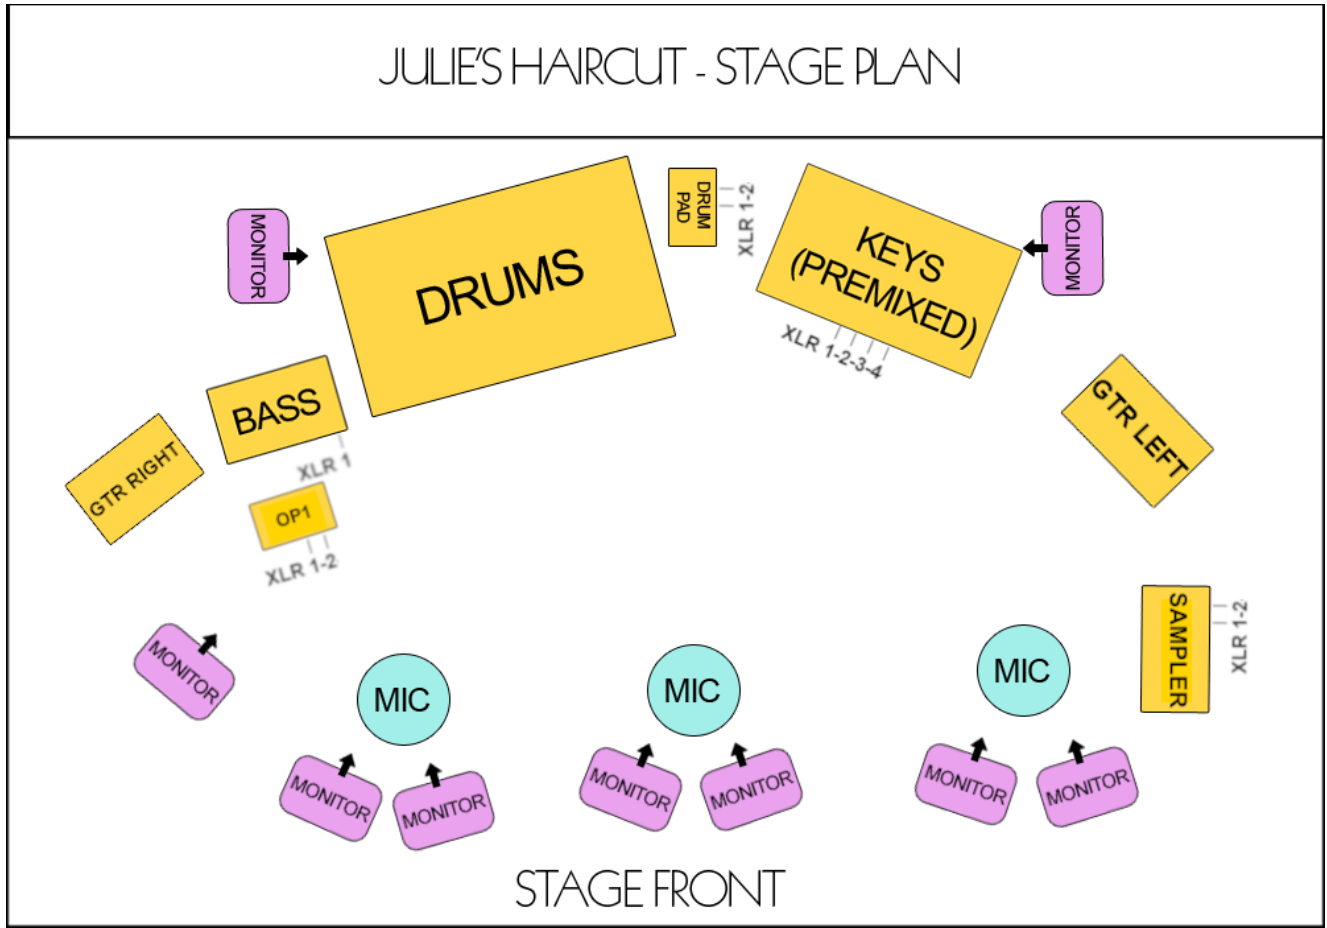 JULIE'S HAIRCUT - STAGE PLAN
MONITOR
DRUMS
DRUM
PAD
XLR 1-2
KEYS
(PREMIXED)
XLR 1-2-3-4
MONITOR
BASS
XLR 1
GTR RIGHT
GTR LEFT
OP1
XLR 1-2
SAMPLER
XLR 1-2
MONITOR
MIC
MIC
MIC
MONITOR
MONITOR
MONITOR
MONITOR
MONITOR
MONITOR
STAGE FRONT